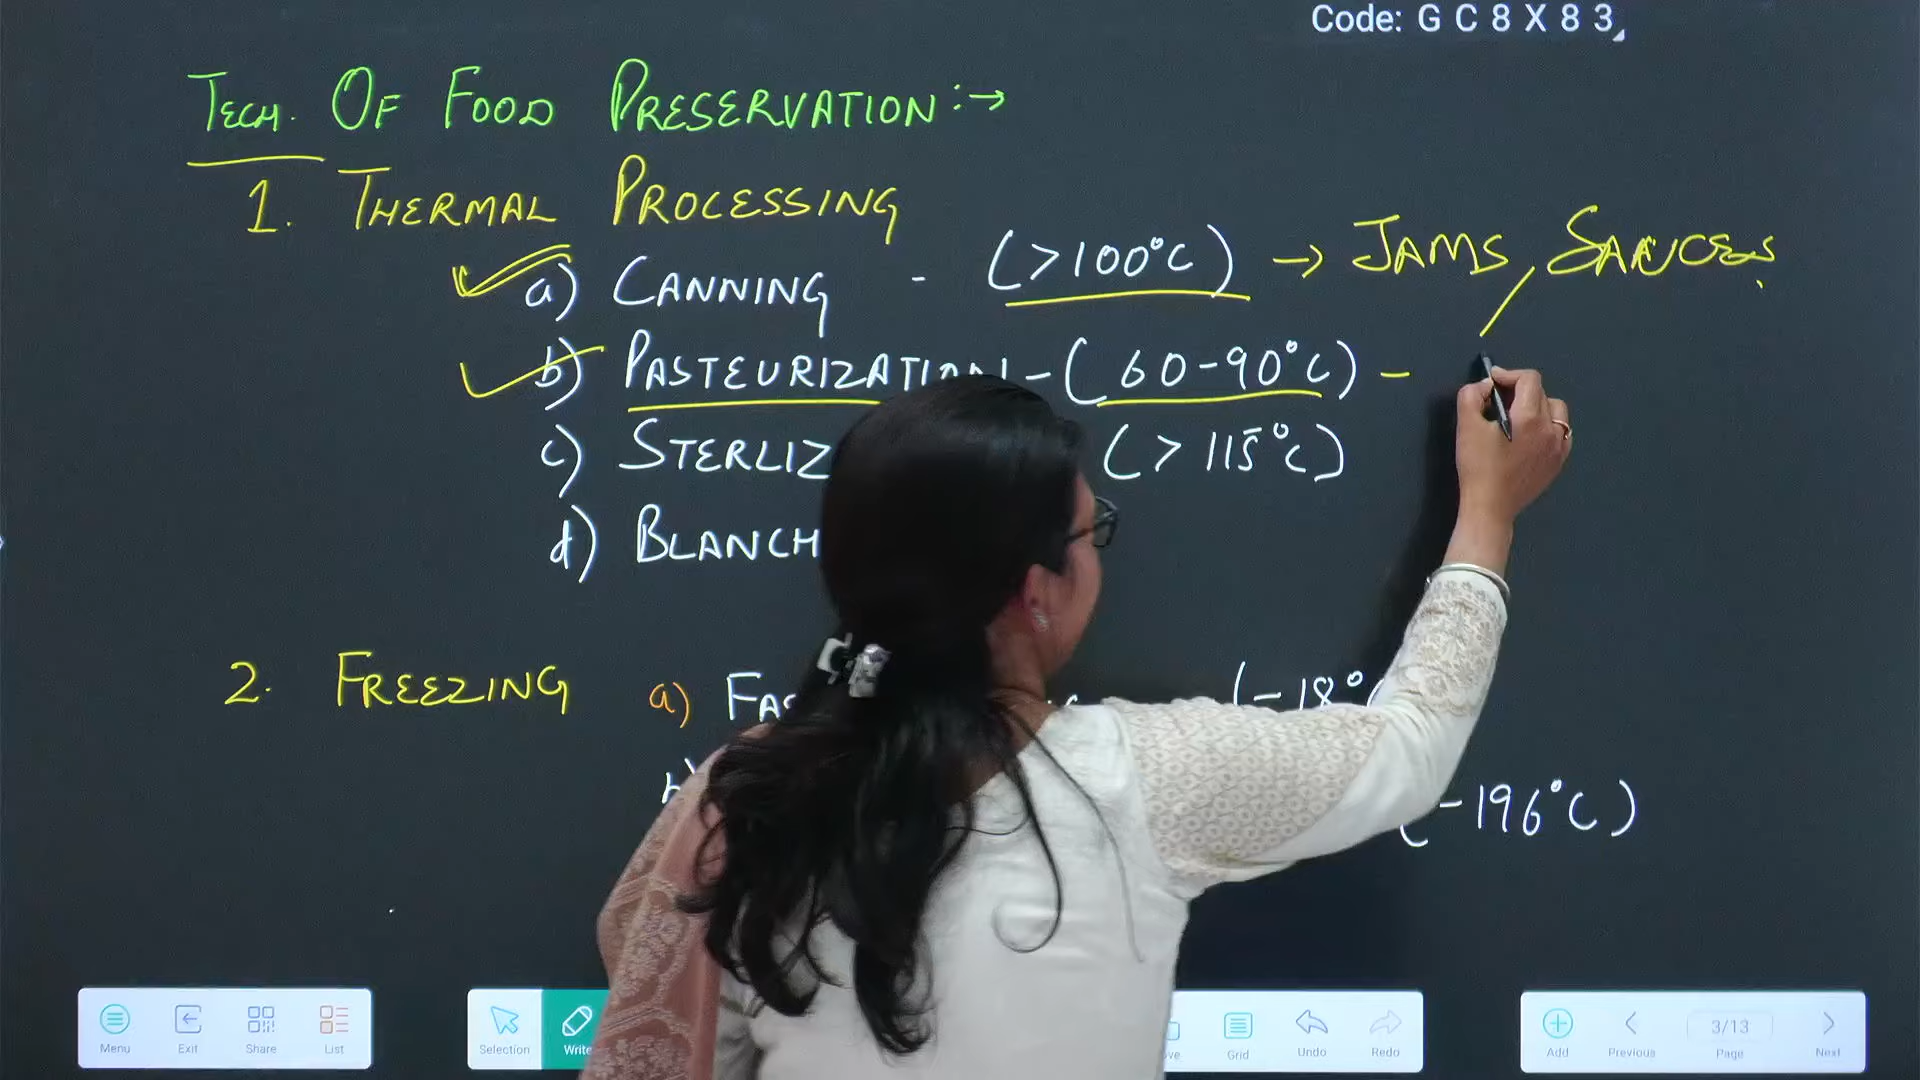 Code: G C 8 X 8 3
TECH. OF FOOD PRESERVATION :→
1. THERMAL PROCESSING
a) CANNING - (>100°C) → JAMS, SAUCES
b) PASTEURIZATION - (60-90°C) -
c) STERLIZ (>115°C)
d) BLANCH
2. FREEZING a) FAS (-18°
(-196°C)
Menu Exit Share List Selection Write Grid Undo Redo Add Previous 3/13 Page Next